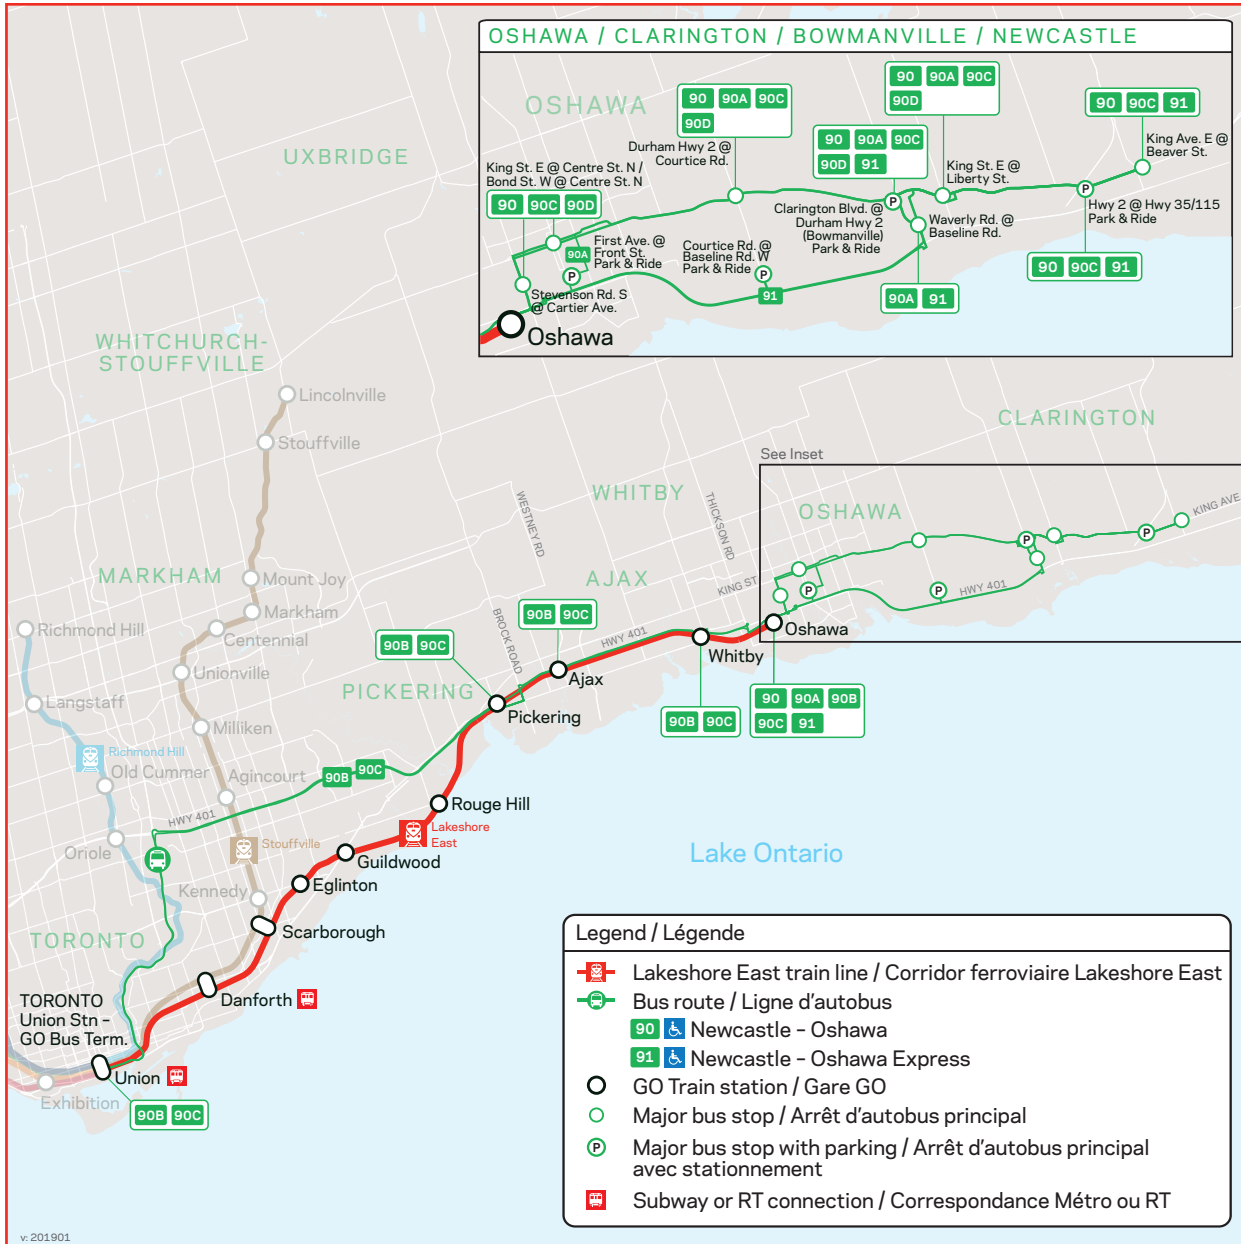 OSHAWA / CLARINGTON / BOWMANVILLE / NEWCASTLE
OSHAWA
90 90A 90C
90D
Durham Hwy 2 @
Courtice Rd.
90 90A 90C
90D
King St. E @
Liberty St.
90 90A 90C
90D 91
Clarington Blvd. @
Durham Hwy 2
(Bowmanville)
Park & Ride
90 90C 91
King Ave. E @
Beaver St.
King St. E @ Centre St. N /
Bond St. W @ Centre St. N
90 90C 90D
90A
First Ave. @
Front St.
Park & Ride
Courtice Rd. @
Baseline Rd. W
Park & Ride
P
P
P
P
91
Waverly Rd. @
Baseline Rd.
90A 91
Hwy 2 @ Hwy 35/115
Park & Ride
90 90C 91
Stevenson Rd. S
@ Cartier Ave.
Oshawa
UXBRIDGE
WHITCHURCH-
STOUFFVILLE
Lincolnville
Stouffville
CLARINGTON
See Inset
WHITBY
WESTNEY RD
THICKSON RD
OSHAWA
KING AVE
P
P
P
P
HWY 401
KING ST
MARKHAM
Mount Joy
Markham
Centennial
Unionville
Milliken
Agincourt
AJAX
90B 90C
90B 90C
BROCK ROAD
HWY 401
Oshawa
Whitby
Ajax
Pickering
PICKERING
90B 90C
90 90A 90B
90C 91
Richmond Hill
Langstaff
Richmond Hill
Old Cummer
90B 90C
HWY 401
Oriole
Stouffville
Kennedy
Rouge Hill
Lakeshore
East
Guildwood
Eglinton
Scarborough
Lake Ontario
TORONTO
Danforth
TORONTO
Union Stn –
GO Bus Term.
Union
Exhibition
90B 90C
Legend / Légende
Lakeshore East train line / Corridor ferroviaire Lakeshore East
Bus route / Ligne d'autobus
90 Newcastle – Oshawa
91 Newcastle – Oshawa Express
GO Train station / Gare GO
Major bus stop / Arrêt d'autobus principal
P Major bus stop with parking / Arrêt d'autobus principal
avec stationnement
Subway or RT connection / Correspondance Métro ou RT
v: 201901